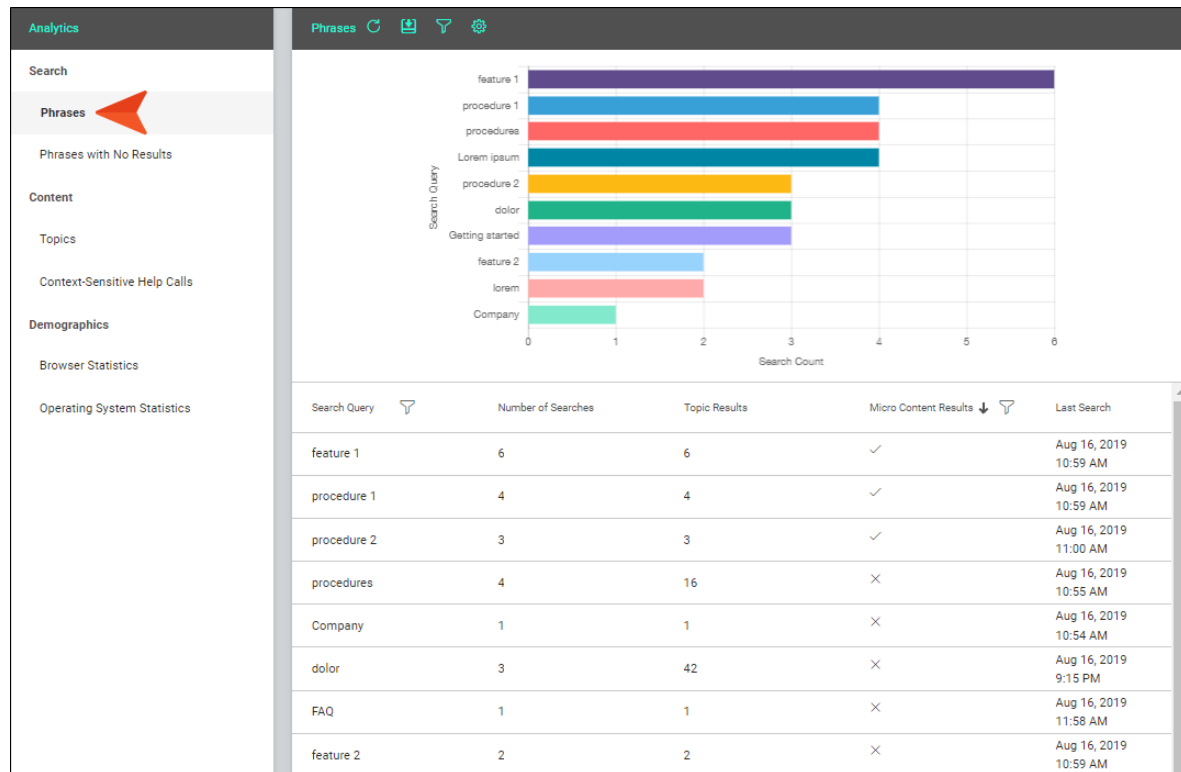 Analytics
Search
Phrases
Phrases with No Results
Content
Topics
Context-Sensitive Help Calls
Demographics
Browser Statistics
Operating System Statistics
Phrases
Search Query
feature 1
procedure 1
procedures
Lorem ipsum
procedure 2
dolor
Getting started
feature 2
lorem
Company
0 1 2 3 4 5 6
Search Count
Search Query Number of Searches Topic Results Micro Content Results Last Search
feature 1 6 6 Aug 16, 2019
10:59 AM
procedure 1 4 4 Aug 16, 2019
10:59 AM
procedure 2 3 3 Aug 16, 2019
11:00 AM
procedures 4 16 Aug 16, 2019
10:55 AM
Company 1 1 Aug 16, 2019
10:54 AM
dolor 3 42 Aug 16, 2019
9:15 PM
FAQ 1 1 Aug 16, 2019
11:58 AM
feature 2 2 2 Aug 16, 2019
10:59 AM